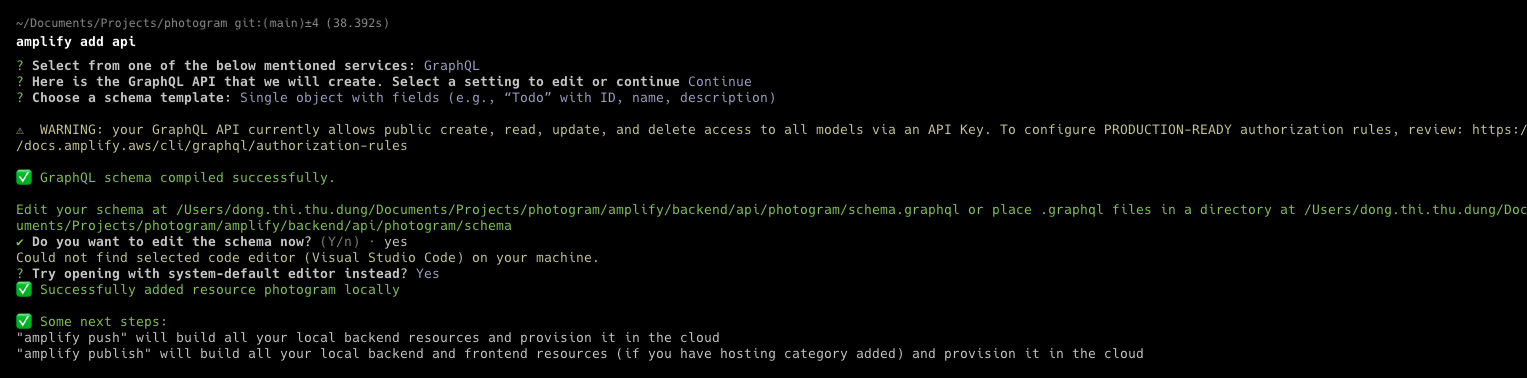 ~/Documents/Projects/photogram git:(main)±4 (38.392s)
amplify add api
? Select from one of the below mentioned services: GraphQL
? Here is the GraphQL API that we will create. Select a setting to edit or continue Continue
? Choose a schema template: Single object with fields (e.g., “Todo” with ID, name, description)
⚠ WARNING: your GraphQL API currently allows public create, read, update, and delete access to all models via an API Key. To configure PRODUCTION-READY authorization rules, review: https:/
/docs.amplify.aws/cli/graphql/authorization-rules
✅ GraphQL schema compiled successfully.
Edit your schema at /Users/dong.thi.thu.dung/Documents/Projects/photogram/amplify/backend/api/photogram/schema.graphql or place .graphql files in a directory at /Users/dong.thi.thu.dung/Doc
uments/Projects/photogram/amplify/backend/api/photogram/schema
✔ Do you want to edit the schema now? (Y/n) · yes
Could not find selected code editor (Visual Studio Code) on your machine.
? Try opening with system-default editor instead? Yes
✅ Successfully added resource photogram locally
✅ Some next steps:
"amplify push" will build all your local backend resources and provision it in the cloud
"amplify publish" will build all your local backend and frontend resources (if you have hosting category added) and provision it in the cloud